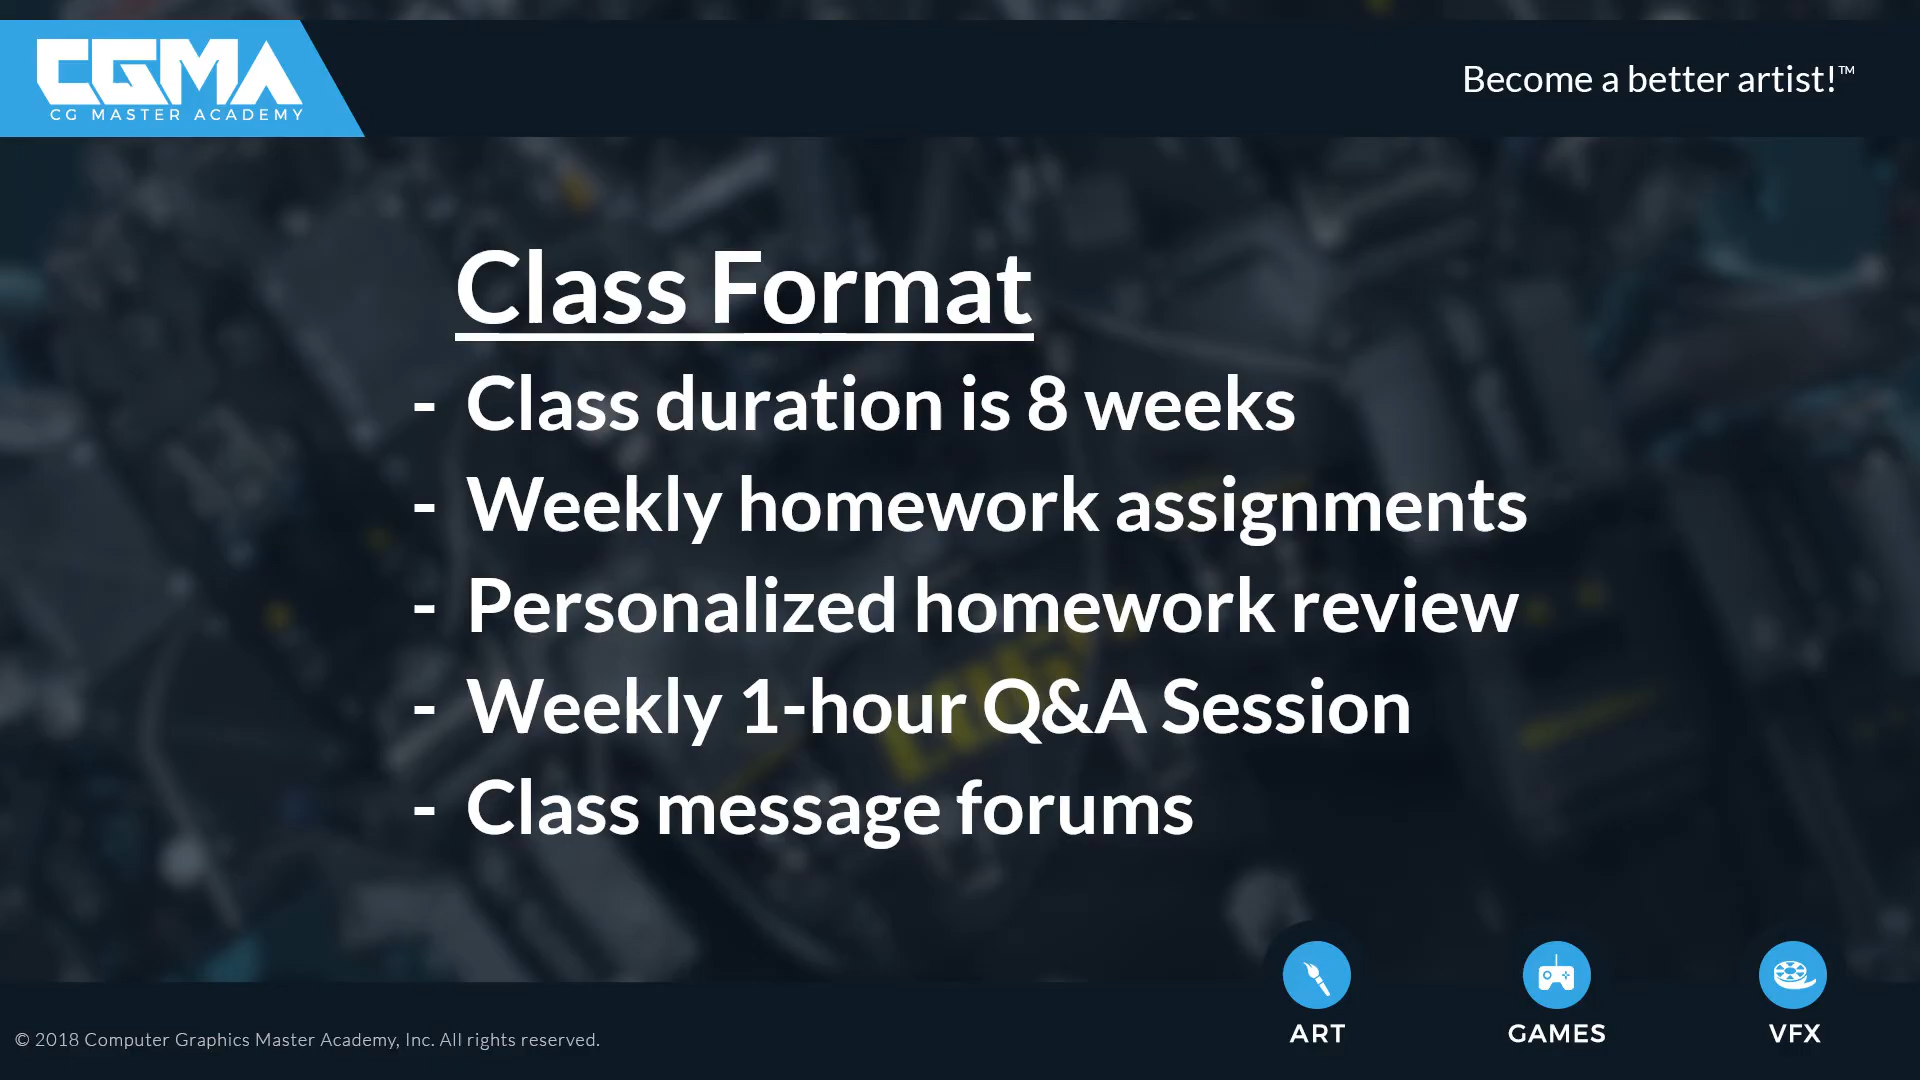 CGMA
CG MASTER ACADEMY
Become a better artist!™
Class Format
- Class duration is 8 weeks
- Weekly homework assignments
- Personalized homework review
- Weekly 1-hour Q&A Session
- Class message forums
ART
GAMES
VFX
© 2018 Computer Graphics Master Academy, Inc. All rights reserved.